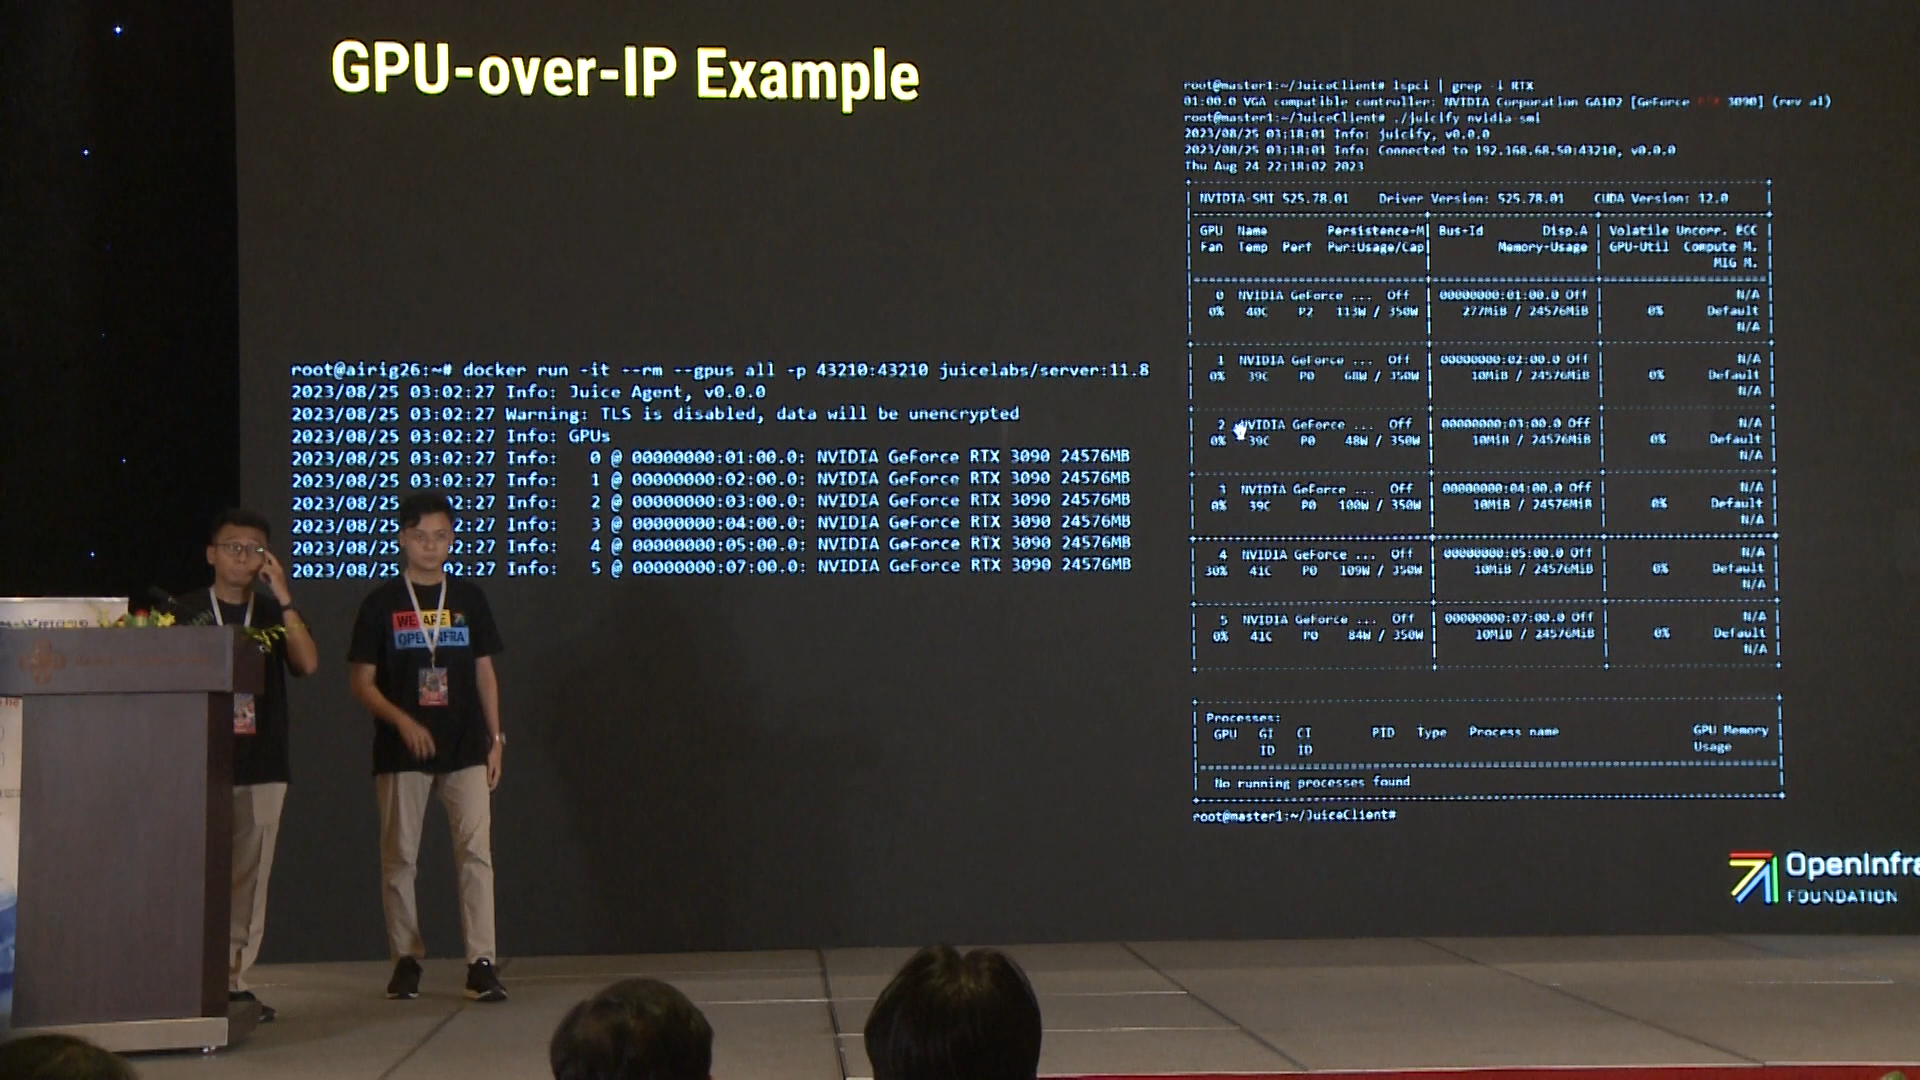 GPU-over-IP Example
root@airig26:~# docker run -it --rm --gpus all -p 43210:43210 juicelabs/server:11.8
2023/08/25 03:02:27 Info: Juice Agent, v0.0.0
2023/08/25 03:02:27 Warning: TLS is disabled, data will be unencrypted
2023/08/25 03:02:27 Info: GPUs
2023/08/25 03:02:27 Info: 0 @ 00000000:01:00.0: NVIDIA GeForce RTX 3090 24576MB
2023/08/25 03:02:27 Info: 1 @ 00000000:02:00.0: NVIDIA GeForce RTX 3090 24576MB
2023/08/25 03:02:27 Info: 2 @ 00000000:03:00.0: NVIDIA GeForce RTX 3090 24576MB
2023/08/25 02:27 Info: 3 @ 00000000:04:00.0: NVIDIA GeForce RTX 3090 24576MB
2023/08/25 02:27 Info: 4 @ 00000000:05:00.0: NVIDIA GeForce RTX 3090 24576MB
2023/08/25 :02:27 Info: 5 @ 00000000:07:00.0: NVIDIA GeForce RTX 3090 24576MB
root@master1:~/JuiceClient# lspci | grep -i RTX
01:00.0 VGA compatible controller: NVIDIA Corporation GA102 [GeForce RTX 3090] (rev a1)
root@master1:~/JuiceClient# ./juicify nvidia-smi
2023/08/25 03:18:01 Info: juicify, v0.0.0
2023/08/25 03:18:01 Info: Connected to 192.168.68.50:43210, v0.0.0
Thu Aug 24 22:18:02 2023
NVIDIA-SMI 525.78.01 Driver Version: 525.78.01 CUDA Version: 12.0
GPU Name Persistence-M| Bus-Id Disp.A | Volatile Uncorr. ECC
Fan Temp Perf Pwr:Usage/Cap| Memory-Usage | GPU-Util Compute M.
MIG M.
0 NVIDIA GeForce ... Off | 00000000:01:00.0 Off | N/A
0% 40C P2 113W / 350W | 277MiB / 24576MiB | 0% Default
N/A
1 NVIDIA GeForce ... Off | 00000000:02:00.0 Off | N/A
0% 39C P0 68W / 350W | 10MiB / 24576MiB | 0% Default
N/A
2 NVIDIA GeForce ... Off | 00000000:03:00.0 Off | N/A
0% 39C P0 48W / 350W | 10MiB / 24576MiB | 0% Default
N/A
3 NVIDIA GeForce ... Off | 00000000:04:00.0 Off | N/A
0% 39C P0 100W / 350W | 10MiB / 24576MiB | 0% Default
N/A
4 NVIDIA GeForce ... Off | 00000000:05:00.0 Off | N/A
30% 41C P0 109W / 350W | 10MiB / 24576MiB | 0% Default
N/A
5 NVIDIA GeForce ... Off | 00000000:07:00.0 Off | N/A
0% 41C P0 84W / 350W | 10MiB / 24576MiB | 0% Default
N/A
Processes:
GPU GI CI PID Type Process name GPU Memory
ID ID Usage
No running processes found
root@master1:~/JuiceClient#
WE ARE
OPENINFRA
OpenInfra
FOUNDATION